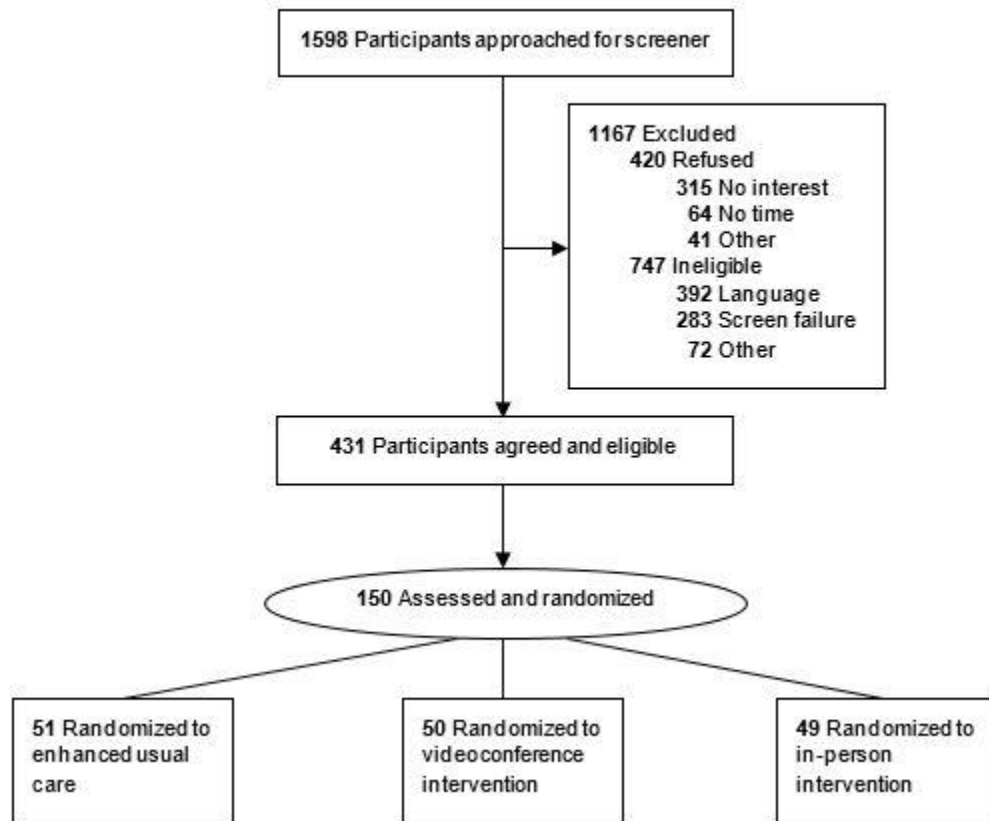 1598 Participants approached for screener
1167 Excluded
420 Refused
315 No interest
64 No time
41 Other
747 Ineligible
392 Language
283 Screen failure
72 Other
431 Participants agreed and eligible
150 Assessed and randomized
51 Randomized to
enhanced usual
care
50 Randomized to
videoconference
intervention
49 Randomized to
in-person
intervention